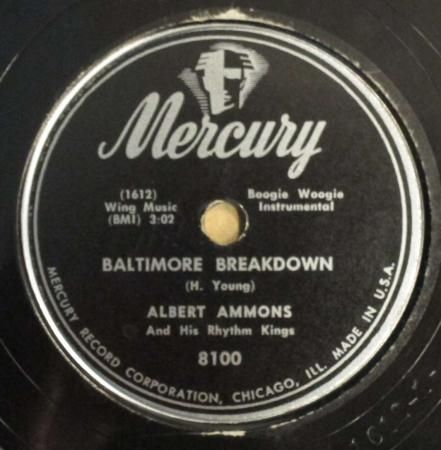 Mercury
(1612)
Wing Music
(BMI) 3:02
Boogie Woogie
Instrumental
BALTIMORE BREAKDOWN
(H. Young)
ALBERT AMMONS
And His Rhythm Kings
8100
MERCURY RECORD CORPORATION, CHICAGO, ILL. MADE IN U.S.A.